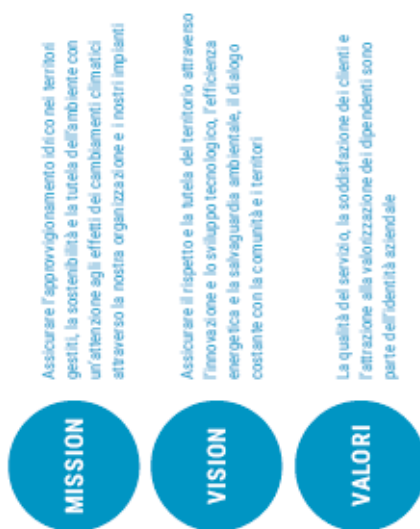 MISSION
Assicurare l'approvvigionamento idrico nei territori
gestiti, la sostenibilità e la tutela dell'ambiente con
un'attenzione agli effetti dei cambiamenti climatici
attraverso la nostra organizzazione e i nostri impianti
VISION
Assicurare il rispetto e la tutela del territorio attraverso
l'innovazione e lo sviluppo tecnologico, l'efficienza
energetica e la salvaguardia ambientale, il dialogo
costante con la comunità e i territori
VALORI
La qualità del servizio, la soddisfazione dei clienti e
l'attrazione alla valorizzazione dei dipendenti sono
parte dell'identità aziendale